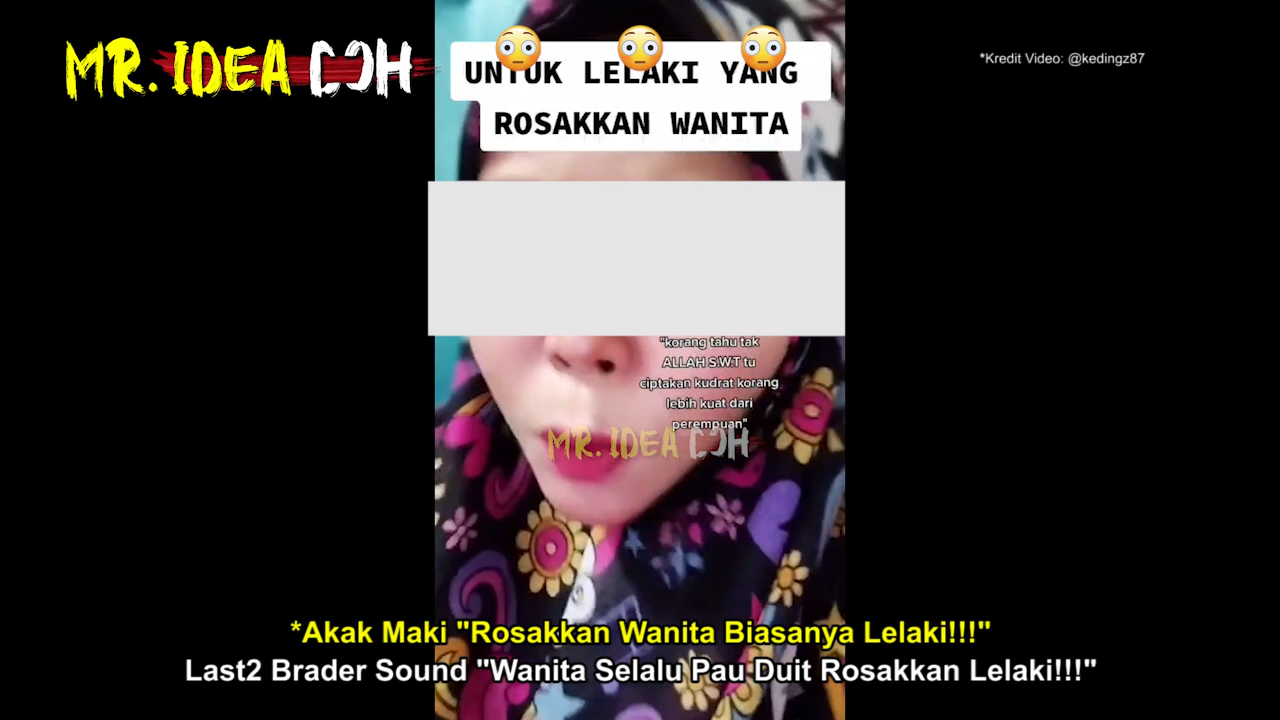 MR. IDEA COH
*Kredit Video: @kedingz87
UNTUK LELAKI YANG
ROSAKKAN WANITA
"korang tahu tak
ALLAH S.W.T tu
ciptakan kudrat korang
lebih kuat dari
perempuan"
MR. IDEA COH
*Akak Maki "Rosakkan Wanita Biasanya Lelaki!!!"
Last2 Brader Sound "Wanita Selalu Pau Duit Rosakkan Lelaki!!!"